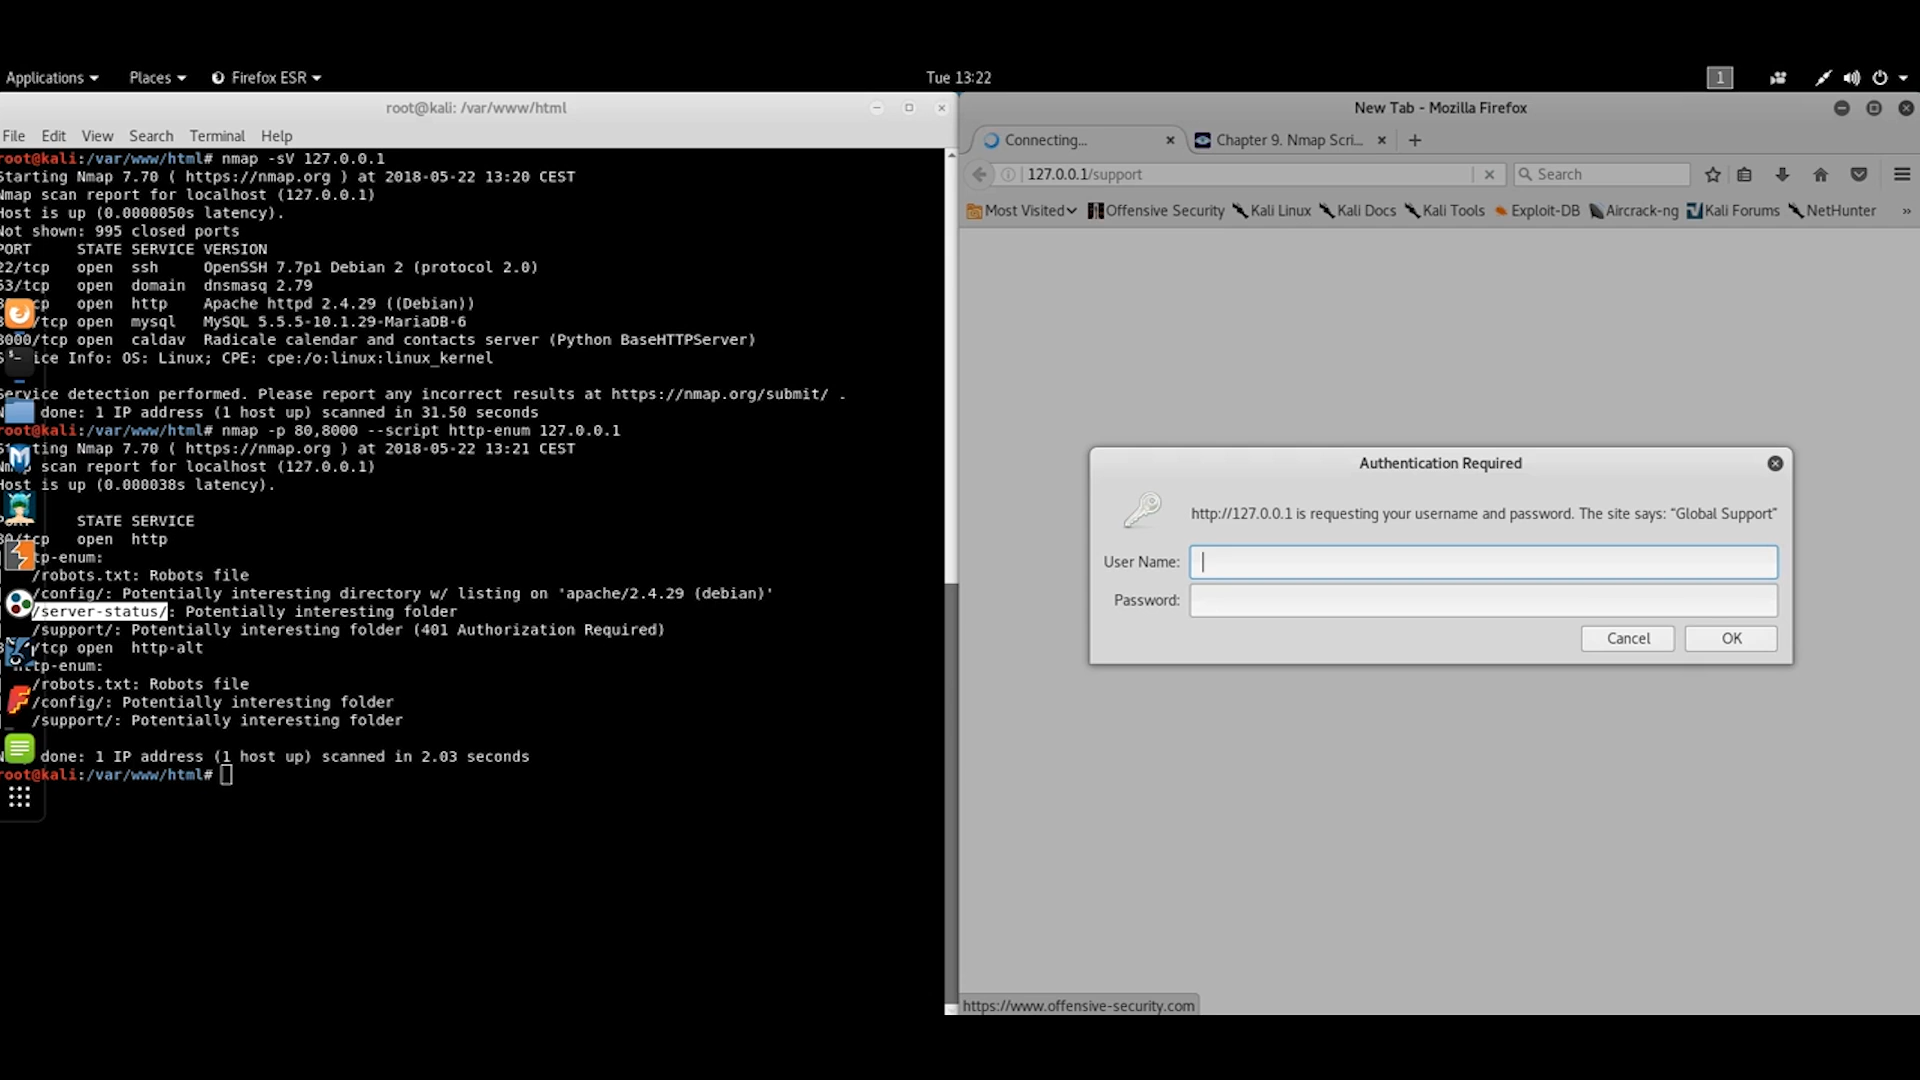 Applications
Places
Firefox ESR
Tue 13:22
1
root@kali: /var/www/html
File Edit View Search Terminal Help
root@kali:/var/www/html# nmap -sV 127.0.0.1
Starting Nmap 7.70 ( https://nmap.org ) at 2018-05-22 13:20 CEST
Nmap scan report for localhost (127.0.0.1)
Host is up (0.0000050s latency).
Not shown: 995 closed ports
PORT STATE SERVICE VERSION
22/tcp open ssh OpenSSH 7.7p1 Debian 2 (protocol 2.0)
53/tcp open domain dnsmasq 2.79
cp open http Apache httpd 2.4.29 ((Debian))
/tcp open mysql MySQL 5.5.5-10.1.29-MariaDB-6
8000/tcp open caldav Radicale calendar and contacts server (Python BaseHTTPServer)
ice Info: OS: Linux; CPE: cpe:/o:linux:linux_kernel
Service detection performed. Please report any incorrect results at https://nmap.org/submit/ .
done: 1 IP address (1 host up) scanned in 31.50 seconds
root@kali:/var/www/html# nmap -p 80,8000 --script http-enum 127.0.0.1
ting Nmap 7.70 ( https://nmap.org ) at 2018-05-22 13:21 CEST
scan report for localhost (127.0.0.1)
Host is up (0.000038s latency).
STATE SERVICE
80/tcp open http
tp-enum:
/robots.txt: Robots file
/config/: Potentially interesting directory w/ listing on 'apache/2.4.29 (debian)'
/server-status/: Potentially interesting folder
/support/: Potentially interesting folder (401 Authorization Required)
/tcp open http-alt
http-enum:
/robots.txt: Robots file
/config/: Potentially interesting folder
/support/: Potentially interesting folder
done: 1 IP address (1 host up) scanned in 2.03 seconds
root@kali:/var/www/html#
New Tab - Mozilla Firefox
Connecting...
Chapter 9. Nmap Scri...
127.0.0.1/support
Search
Most Visited Offensive Security Kali Linux Kali Docs Kali Tools Exploit-DB Aircrack-ng Kali Forums NetHunter »
Authentication Required
http://127.0.0.1 is requesting your username and password. The site says: “Global Support”
User Name:
Password:
Cancel
OK
https://www.offensive-security.com